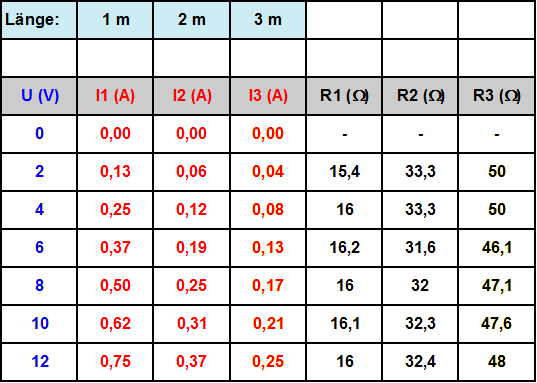 Länge: 1 m 2 m 3 m
U (V) I1 (A) I2 (A) I3 (A) R1 (Ω) R2 (Ω) R3 (Ω)
0 0,00 0,00 0,00 - - -
2 0,13 0,06 0,04 15,4 33,3 50
4 0,25 0,12 0,08 16 33,3 50
6 0,37 0,19 0,13 16,2 31,6 46,1
8 0,50 0,25 0,17 16 32 47,1
10 0,62 0,31 0,21 16,1 32,3 47,6
12 0,75 0,37 0,25 16 32,4 48